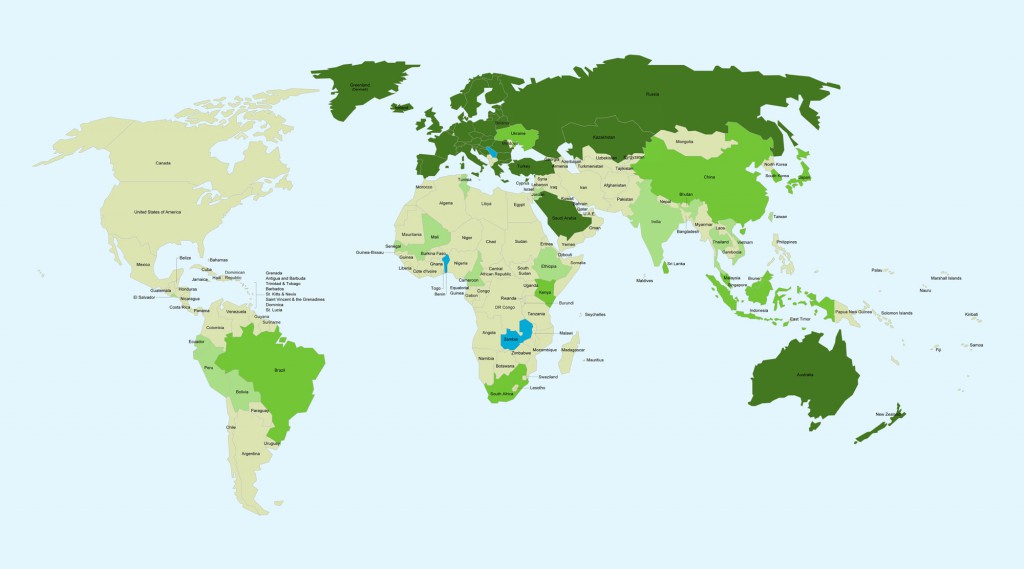 Greenland
Denmark
Iceland
Russia
Canada
United States of America
Mexico
Belize
Bahamas
Cuba
Jamaica
Haiti
Dominican
Republic
Guatemala
Honduras
El Salvador
Nicaragua
Costa Rica
Panama
Grenada
Antigua and Barbuda
Trinidad & Tobago
Barbados
St. Kitts & Nevis
Saint Vincent & the Grenadines
Dominica
St. Lucia
Venezuela
Guyana
Suriname
Colombia
Ecuador
Peru
Brazil
Bolivia
Paraguay
Chile
Uruguay
Argentina
Ukraine
Turkey
Georgia
Armenia
Azerbaijan
Kazakhstan
Uzbekistan
Turkmenistan
Kyrgyzstan
Tajikistan
Mongolia
China
North Korea
South Korea
Japan
Taiwan
Cyprus
Syria
Lebanon
Israel
Jordan
Iraq
Iran
Kuwait
Bahrain
Qatar
U.A.E
Saudi Arabia
Oman
Yemen
Afghanistan
Pakistan
Nepal
Bhutan
India
Bangladesh
Myanmar
Laos
Thailand
Vietnam
Cambodia
Philippines
Sri Lanka
Maldives
Malaysia
Singapore
Brunei
Indonesia
East Timor
Papua New Guinea
Palau
Marshall Islands
Nauru
Kiribati
Solomon Islands
Samoa
Fiji
Australia
New Zealand
Morocco
Tunisia
Algeria
Libya
Egypt
Mauritania
Mali
Niger
Chad
Sudan
Eritrea
Djibouti
Somalia
Ethiopia
South
Sudan
Senegal
Guinea-Bissau
Guinea
Liberia
Cote d'Ivoire
Burkina Faso
Ghana
Togo
Benin
Nigeria
Cameroon
Central
African Republic
Equatorial
Guinea
Gabon
Congo
DR Congo
Uganda
Kenya
Rwanda
Burundi
Tanzania
Seychelles
Angola
Zambia
Malawi
Mozambique
Zimbabwe
Madagascar
Mauritius
Namibia
Botswana
Swaziland
Lesotho
South Africa